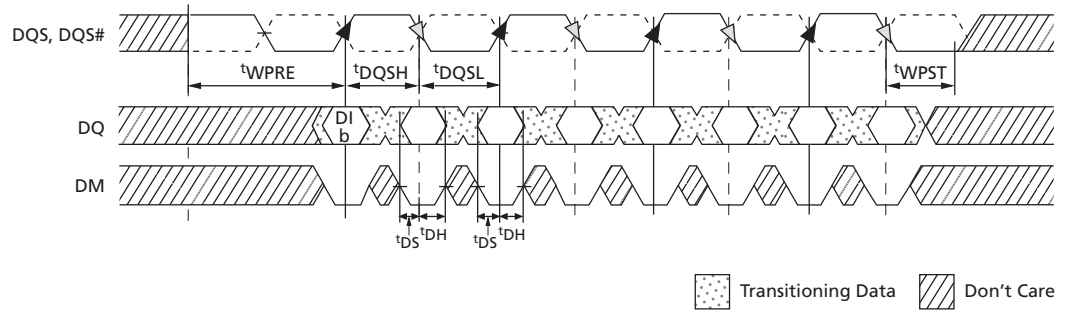 DQS, DQS#
tWPRE tDQSH tDQSL tWPST
DQ
DI
b
DM
tDS tDH tDS tDH
Transitioning Data Don't Care